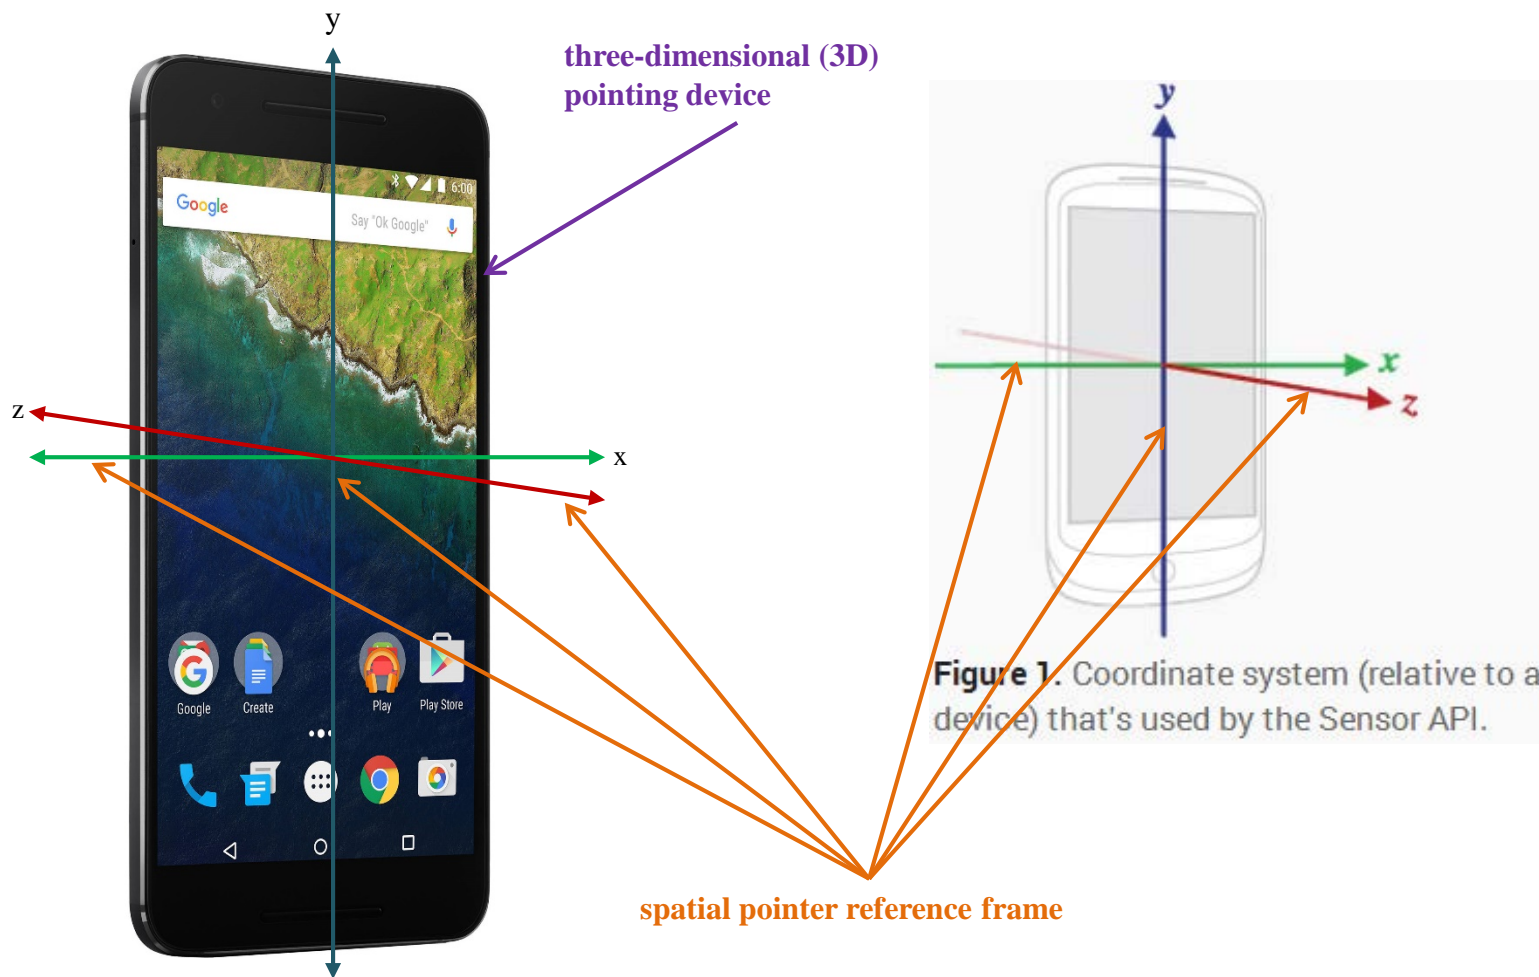 y
three-dimensional (3D)
pointing device
6:00
Google
Say "Ok Google"
z
x
Google
Create
Play
Play Store
y
x
z
Figure 1. Coordinate system (relative to a
device) that's used by the Sensor API.
spatial pointer reference frame